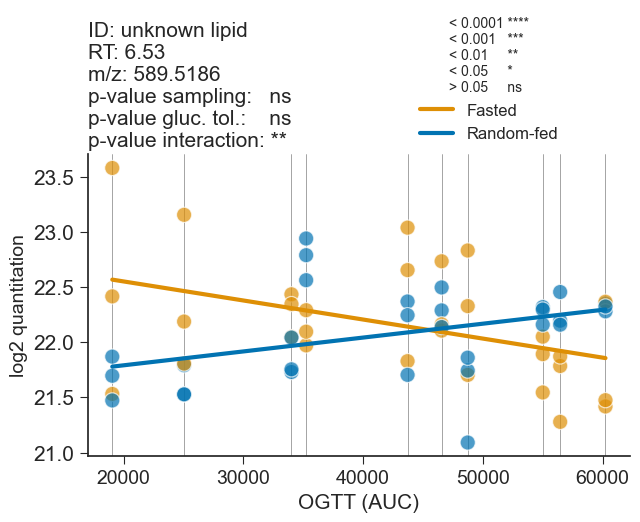 ID: unknown lipid
RT: 6.53
m/z: 589.5186
p-value sampling: ns
p-value gluc. tol.: ns
p-value interaction: **
< 0.0001 ****
< 0.001 ***
< 0.01 **
< 0.05 *
> 0.05 ns
Fasted
Random-fed
log2 quantitation
23.5
23.0
22.5
22.0
21.5
21.0
20000 30000 40000 50000 60000
OGTT (AUC)